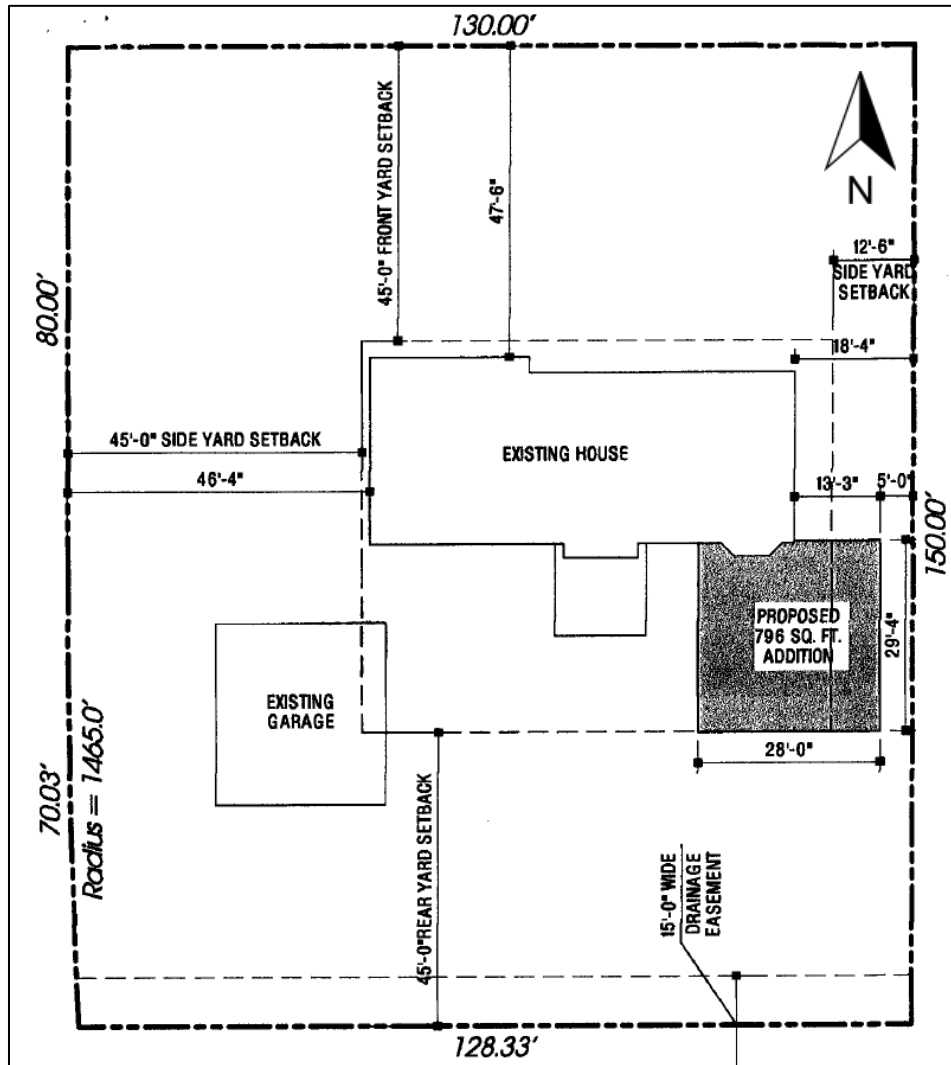 130.00'
45'-0" FRONT YARD SETBACK
47'-6"
N
12'-6"
SIDE YARD
SETBACK
80.00'
18'-4"
45'-0" SIDE YARD SETBACK
EXISTING HOUSE
46'-4"
13'-3"
5'-0"
150.00'
PROPOSED
796 SQ. FT.
ADDITION
29'-4"
EXISTING
GARAGE
28'-0"
70.03'
Radius = 1465.0'
45'-0"REAR YARD SETBACK
15'-0" WIDE
DRAINAGE
EASEMENT
128.33'